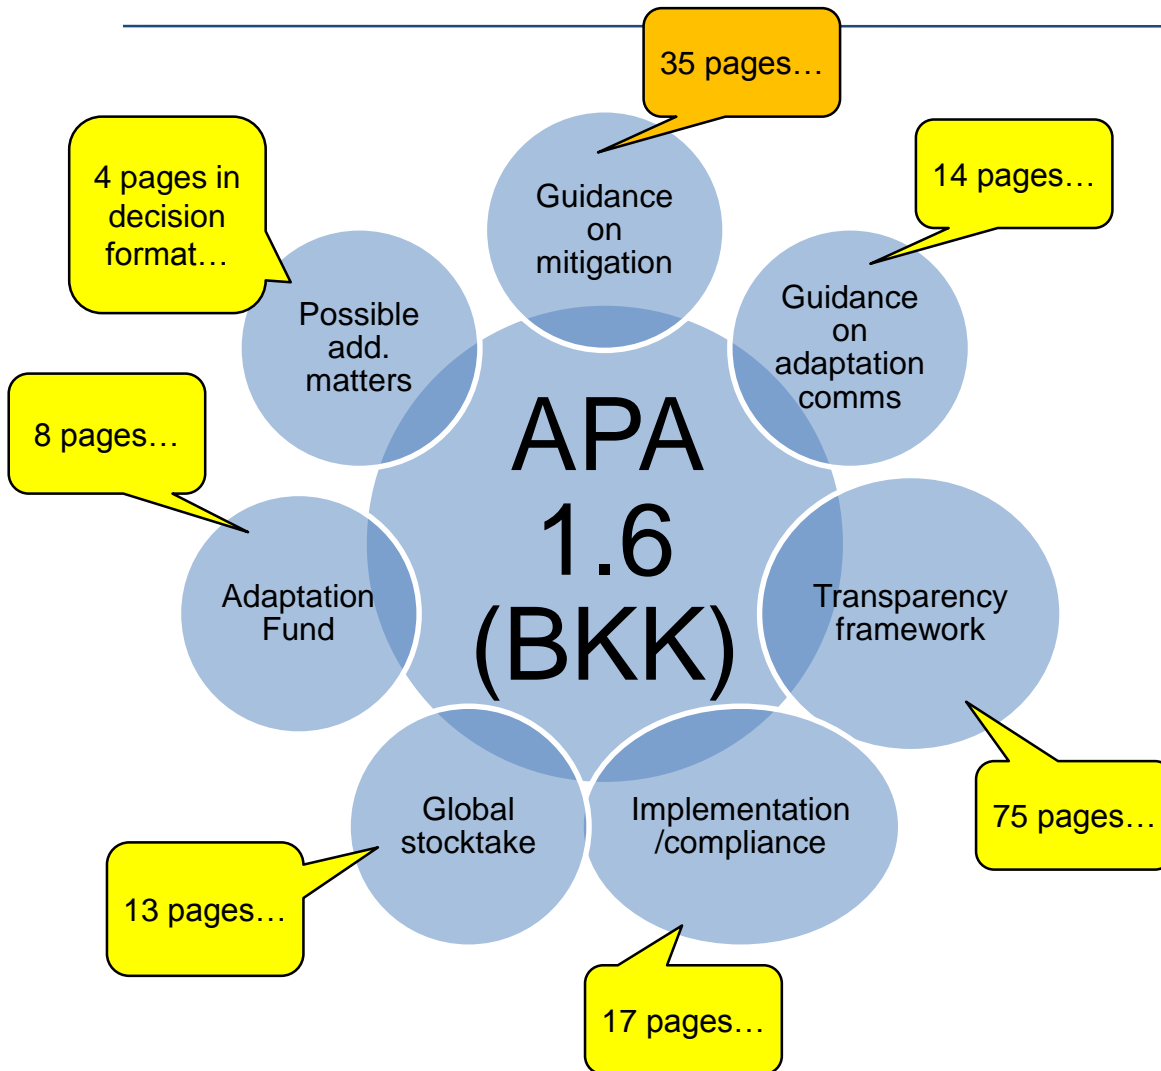 35 pages…
4 pages in
decision
format…
Guidance
on
mitigation
14 pages…
Possible
add.
matters
Guidance
on
adaptation
comms
8 pages…
APA
1.6
(BKK)
Adaptation
Fund
Transparency
framework
Global
stocktake
Implementation
/compliance
75 pages…
13 pages…
17 pages…